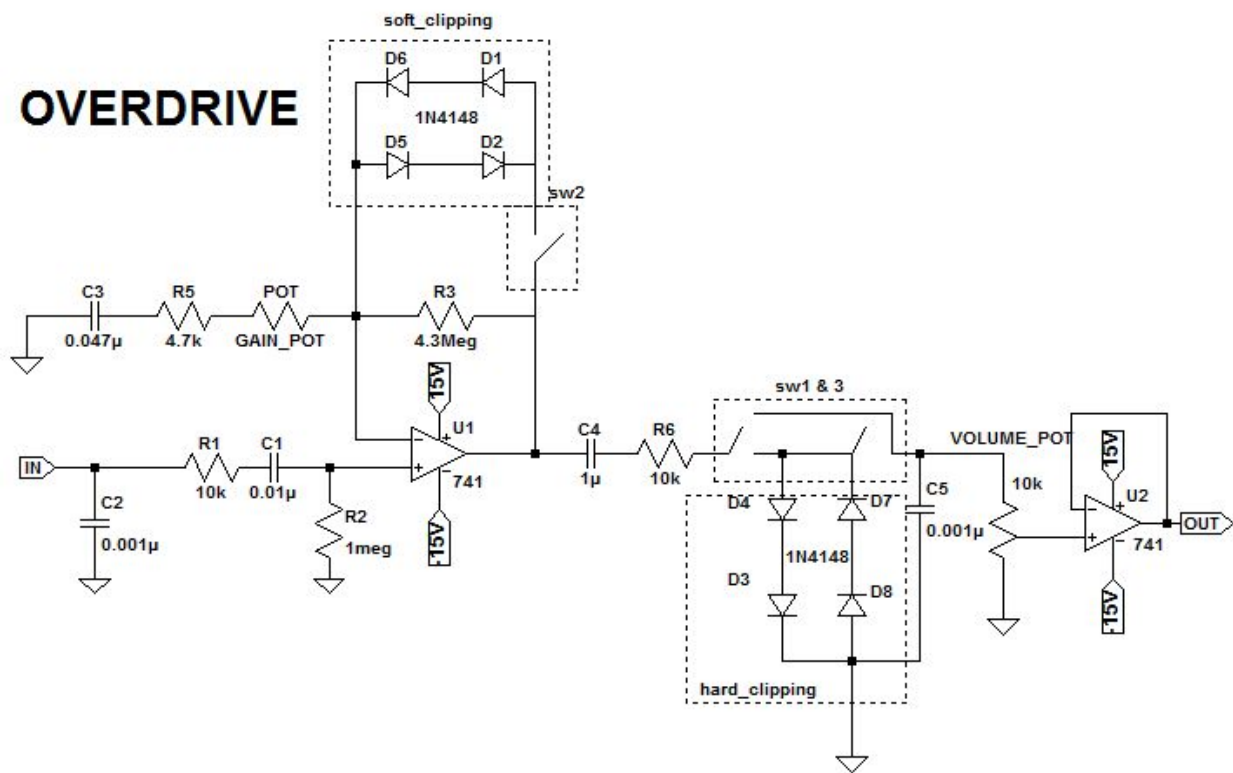 soft_clipping
D6
D1
OVERDRIVE
1N4148
D5
D2
sw2
C3
R5
POT
R3
0.047µ
4.7k
GAIN_POT
4.3Meg
15V
sw1 & 3
U1
R1
C1
C4
R6
VOLUME_POT
15V
IN
10k
0.01µ
741
1µ
10k
10k
U2
C2
R2
D4
D7
C5
OUT
0.001µ
1meg
-15V
1N4148
0.001µ
741
D3
D8
-15V
hard_clipping